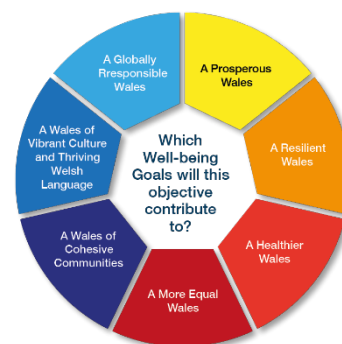 A Globally
Rresponsible
Wales
A Prosperous
Wales
A Resilient
Wales
A Healthier
Wales
A More Equal
Wales
A Wales of
Cohesive
Communities
A Wales of
Vibrant Culture
and Thriving
Welsh
Language
Which
Well-being
Goals will this
objective
contribute
to?